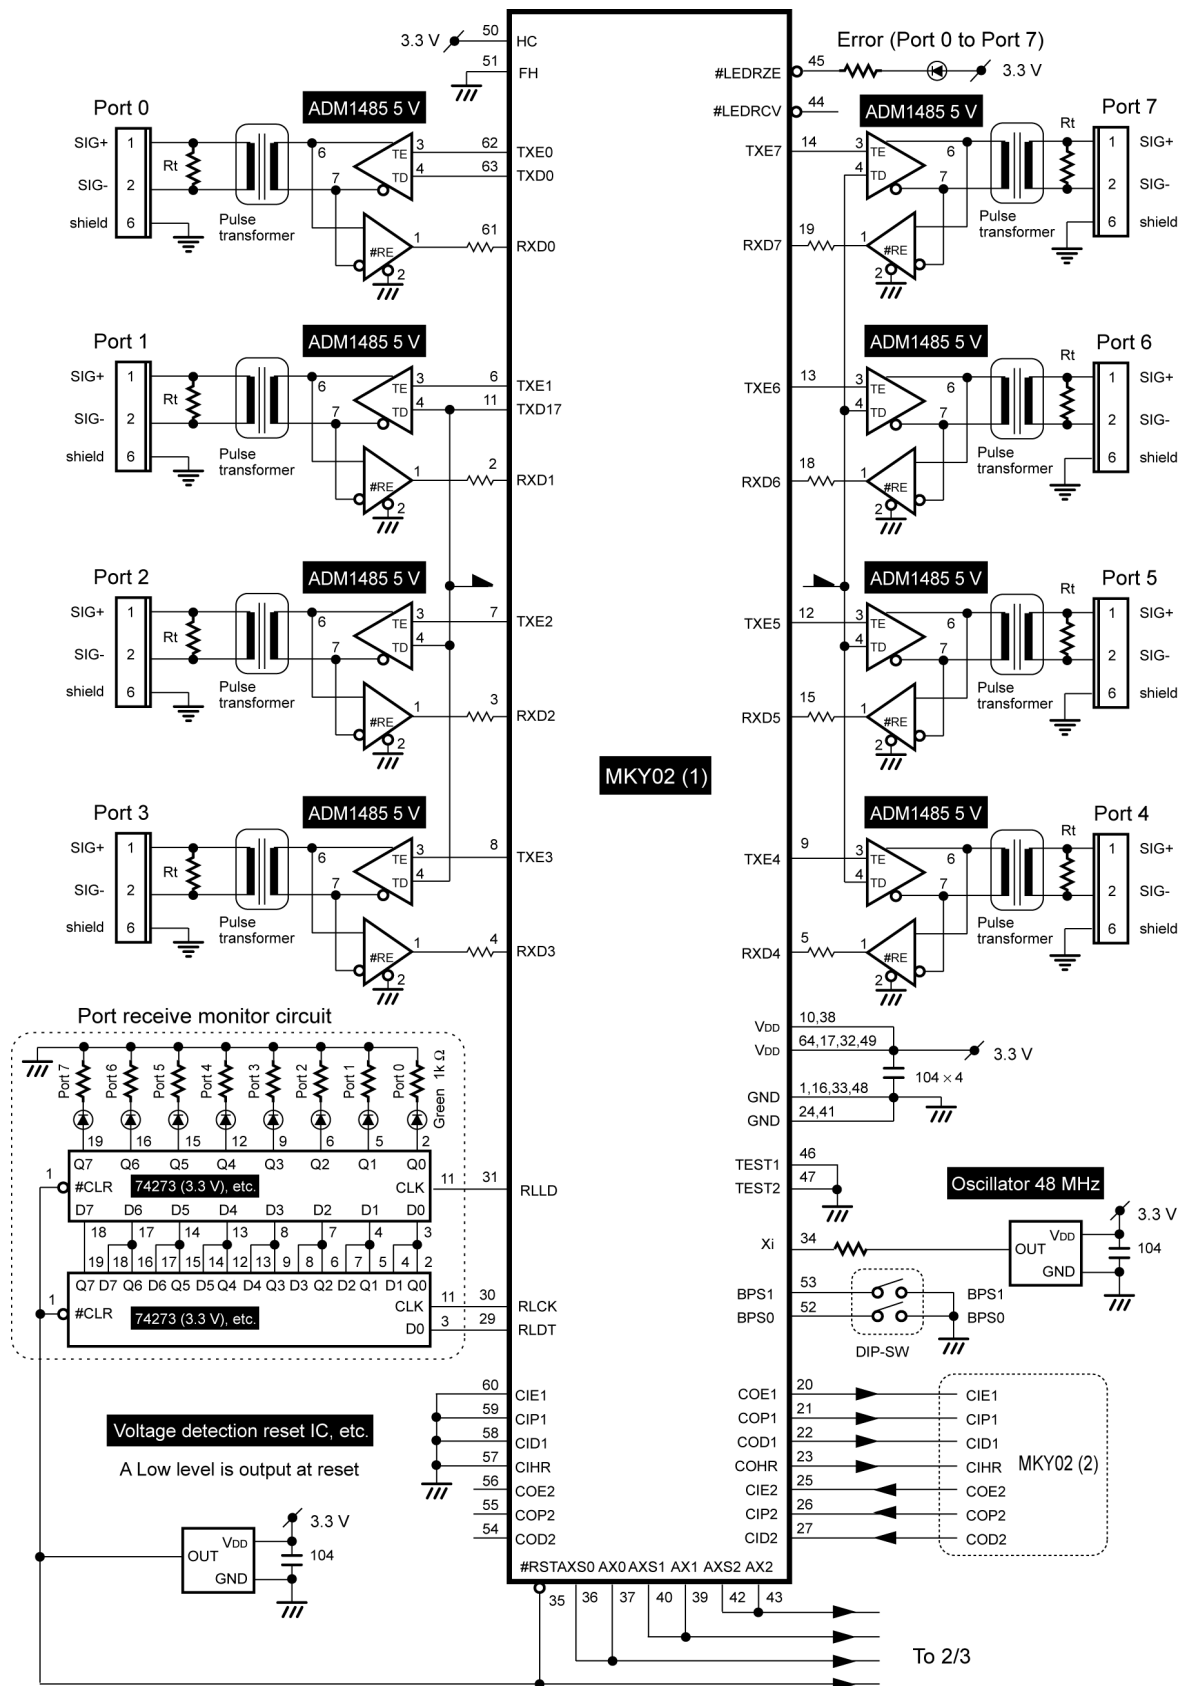 50
3.3 V
HC
51
FH
Error (Port 0 to Port 7)
45
#LEDRZE
3.3 V
44
#LEDRCV
Port 0
ADM1485 5 V
SIG+
1
Rt
SIG-
2
shield
6
Pulse
transformer
6
7
TE
3
62
TXE0
TD
4
63
TXD0
#RE
1
2
61
RXD0
ADM1485 5 V
Port 7
TXE7
14
3
TE
4
TD
6
7
Rt
1
SIG+
2
SIG-
6
shield
Pulse
transformer
RXD7
19
1
#RE
2
Port 1
ADM1485 5 V
SIG+
1
Rt
SIG-
2
shield
6
Pulse
transformer
6
7
TE
3
6
TXE1
TD
4
11
TXD17
#RE
1
2
2
RXD1
ADM1485 5 V
Port 6
TXE6
13
3
TE
4
TD
6
7
Rt
1
SIG+
2
SIG-
6
shield
Pulse
transformer
RXD6
18
1
#RE
2
Port 2
ADM1485 5 V
SIG+
1
Rt
SIG-
2
shield
6
Pulse
transformer
6
7
TE
3
7
TXE2
TD
4
#RE
1
2
3
RXD2
ADM1485 5 V
Port 5
TXE5
12
3
TE
4
TD
6
7
Rt
1
SIG+
2
SIG-
6
shield
Pulse
transformer
RXD5
15
1
#RE
2
MKY02 (1)
Port 3
ADM1485 5 V
SIG+
1
Rt
SIG-
2
shield
6
Pulse
transformer
6
7
TE
3
8
TXE3
TD
4
#RE
1
2
4
RXD3
ADM1485 5 V
Port 4
TXE4
9
3
TE
4
TD
6
7
Rt
1
SIG+
2
SIG-
6
shield
Pulse
transformer
RXD4
5
1
#RE
2
Port receive monitor circuit
Port 7
Port 6
Port 5
Port 4
Port 3
Port 2
Port 1
Port 0
Green 1k Ω
19 16 15 12 9 6 5 2
Q7 Q6 Q5 Q4 Q3 Q2 Q1 Q0
1
#CLR
74273 (3.3 V), etc.
CLK
11
31
RLLD
D7 D6 D5 D4 D3 D2 D1 D0
18 17 14 13 8 7 4 3
19 18 16 17 15 14 12 13 9 8 6 7 5 4 2
Q7 D7 Q6 D6 Q5 D5 Q4 D4 Q3 D3 Q2 D2 Q1 D1 Q0
1
#CLR
74273 (3.3 V), etc.
CLK
11
30
RLCK
D0
3
29
RLDT
VDD
10,38
VDD
64,17,32,49
3.3 V
104 × 4
GND
1,16,33,48
GND
24,41
TEST1
46
TEST2
47
Oscillator 48 MHz
3.3 V
Xi
34
OUT
VDD
GND
104
BPS1
53
BPS1
BPS0
52
BPS0
DIP-SW
60
CIE1
59
CIP1
58
CID1
57
CIHR
56
COE2
55
COP2
54
COD2
COE1
20
CIE1
COP1
21
CIP1
COD1
22
CID1
COHR
23
CIHR
CIE2
25
COE2
CIP2
26
COP2
CID2
27
COD2
MKY02 (2)
Voltage detection reset IC, etc.
A Low level is output at reset
3.3 V
OUT
VDD
GND
104
#RST AXS0 AX0 AXS1 AX1 AXS2 AX2
35 36 37 40 39 42 43
To 2/3